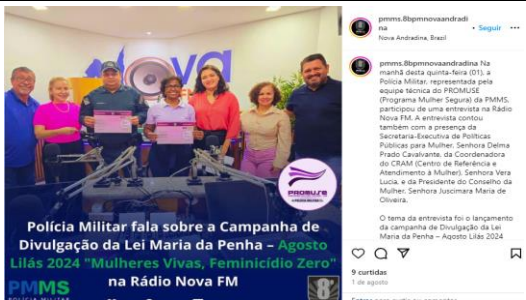 ova
PROMUSE
Polícia Militar fala sobre a Campanha de
Divulgação da Lei Maria da Penha – Agosto
Lilás 2024 "Mulheres Vivas, Feminicídio Zero"
na Rádio Nova FM
PMMS
POLÍCIA MILITAR
8º
pmms.8bpmnovaandradi
na
• Seguir
Nova Andradina, Brazil
pmms.8bpmnovaandradina Na
manhã desta quinta-feira (01), a
Polícia Militar, representada pela
equipe técnica do PROMUSE
(Programa Mulher Segura) da PMMS,
participou de uma entrevista na Rádio
Nova FM. A entrevista contou
também com a presença da
Secretaria-Executiva de Políticas
Públicas para Mulher, Senhora Delma
Prado Cavalvante, da Coordenadora
do CRAM (Centro de Referência e
Atendimento à Mulher), Senhora Vera
Lucia, e da Presidente do Conselho da
Mulher, Senhora Juscimara Maria de
Oliveira.
O tema da entrevista foi o lançamento
da campanha de Divulgação da Lei
Maria da Penha – Agosto Lilás 2024
9 curtidas
1 de agosto